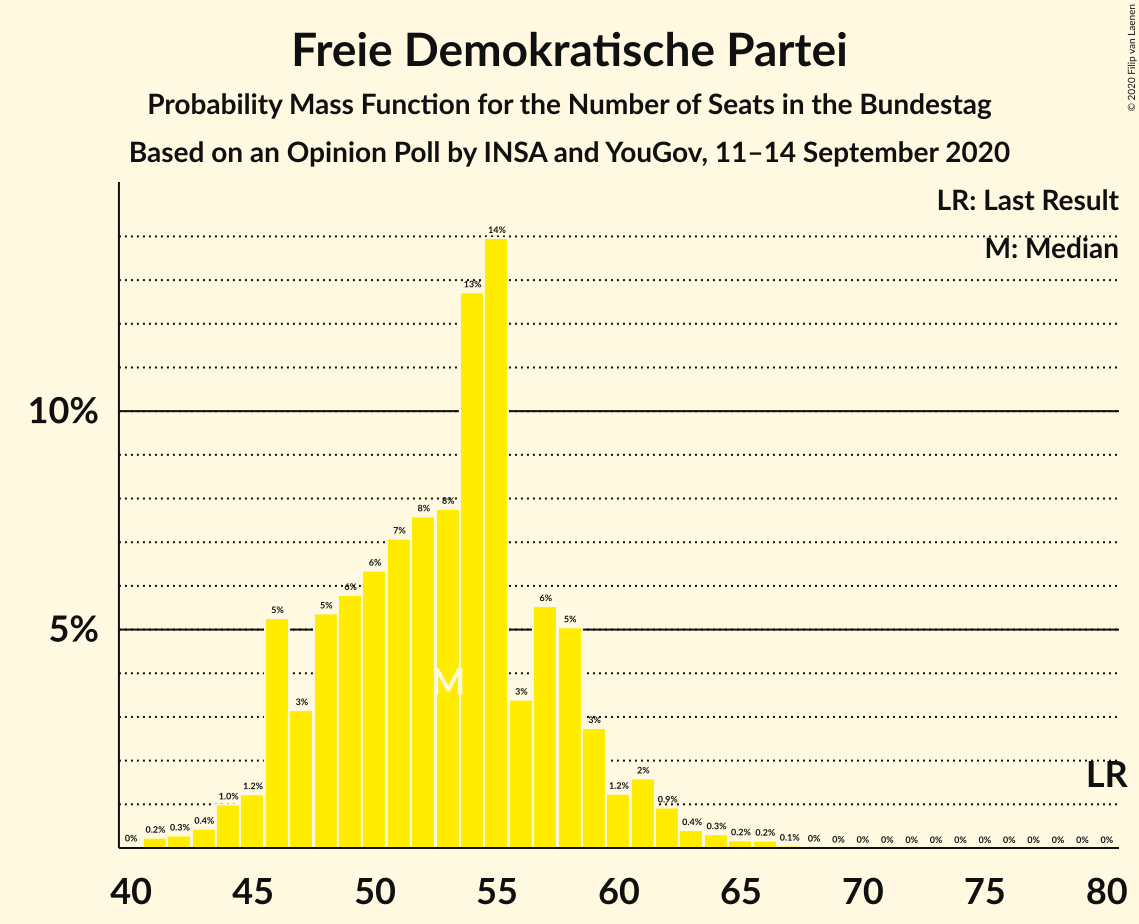 © 2020 Filip van Laenen
Freie Demokratische Partei
Probability Mass Function for the Number of Seats in the Bundestag
Based on an Opinion Poll by INSA and YouGov, 11–14 September 2020
LR: Last Result
M: Median
10%
5%
0% 0.2% 0.3% 0.4% 1.0% 1.2% 5% 3% 5% 6% 6% 7% 8% 8% 13% 14% 3% 6% 5% 3% 1.2% 2% 0.9% 0.4% 0.3% 0.2% 0.2% 0.1% 0% 0% 0% 0% 0% 0% 0% 0% 0% 0% 0% 0% 0%
M
LR
40 45 50 55 60 65 70 75 80